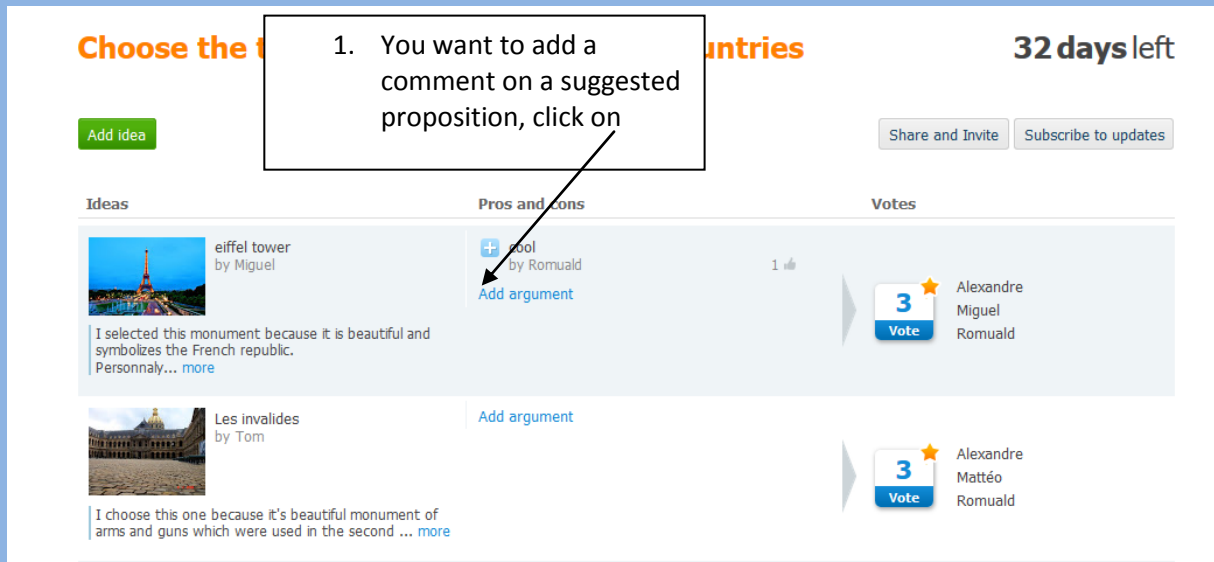 Choose the t
untries
32 days left
1. You want to add a
comment on a suggested
proposition, click on
Add idea
Share and Invite
Subscribe to updates
Ideas
Pros and cons
Votes
eiffel tower
by Miguel
I selected this monument because it is beautiful and
symbolizes the French republic.
Personnaly... more
cool
by Romuald
1
Add argument
3
Vote
Alexandre
Miguel
Romuald
Les invalides
by Tom
I choose this one because it's beautiful monument of
arms and guns which were used in the second ... more
Add argument
3
Vote
Alexandre
Mattéo
Romuald